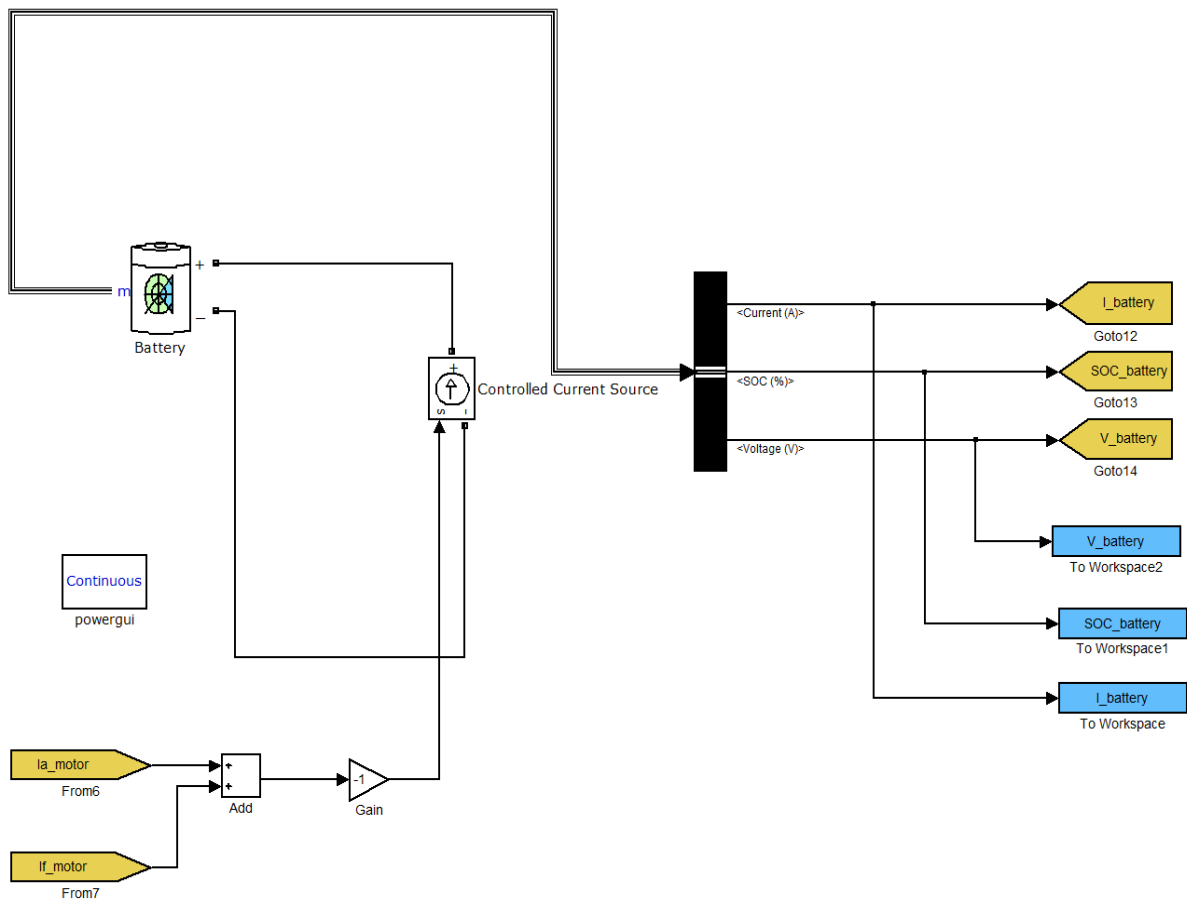 m
+
_
Battery
+
s
-
Controlled Current Source
<Current (A)>
<SOC (%)>
<Voltage (V)>
I_battery
Goto12
SOC_battery
Goto13
V_battery
Goto14
V_battery
To Workspace2
SOC_battery
To Workspace1
I_battery
To Workspace
Continuous
powergui
Ia_motor
From6
+
+
Add
-1
Gain
If_motor
From7